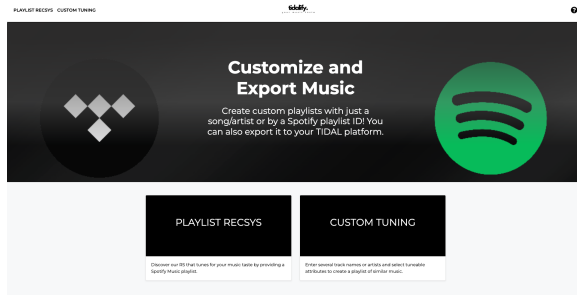 PLAYLIST RECSYS CUSTOM TUNING
tidalify.
Customize and
Export Music
Create custom playlists with just a
song/artist or by a Spotify playlist ID! You
can also export it to your TIDAL platform.
PLAYLIST RECSYS
CUSTOM TUNING
Discover our RS that tunes for your music taste by providing a
Spotify Music playlist.
Enter several track names or artists and select tuneable
attributes to create a playlist of similar music.